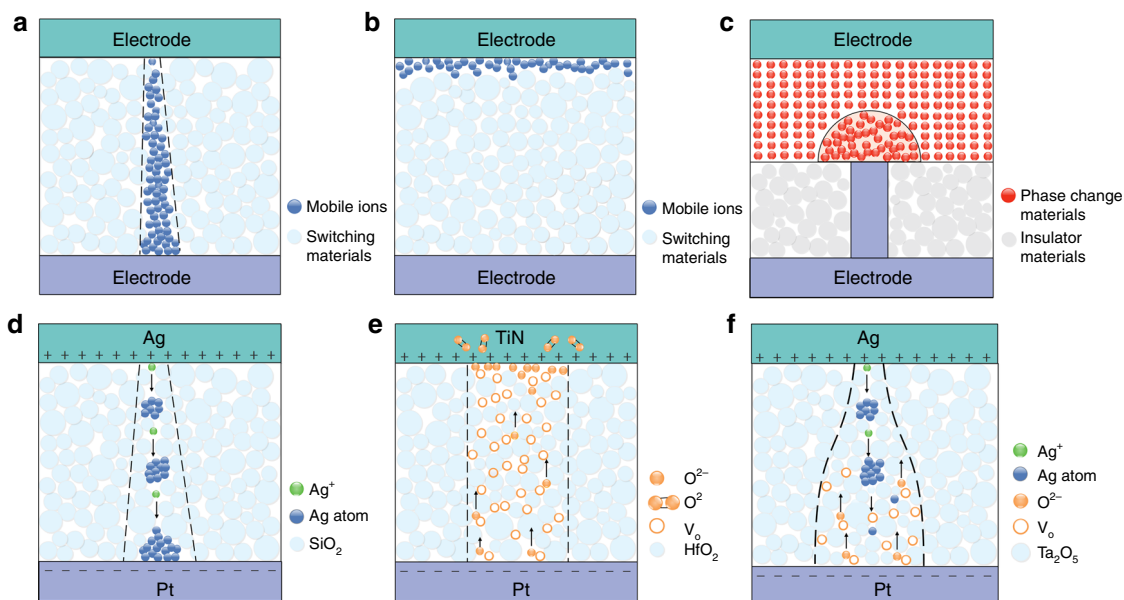 a
Electrode
Mobile ions
Switching
materials
Electrode
b
Electrode
Mobile ions
Switching
materials
Electrode
c
Electrode
Phase change
materials
Insulator
materials
Electrode
d
Ag
+ + + + + + + + + + + + +
Ag⁺
Ag atom
SiO₂
– – – – – – – – – – – –
Pt
e
TiN
+ + + + + + + + + + + + +
O²⁻
O²
Vₒ
HfO₂
– – – – – – – – – – – –
Pt
f
Ag
+ + + + + + + + + + + + +
Ag⁺
Ag atom
O²⁻
Vₒ
Ta₂O₅
– – – – – – – – – – – –
Pt